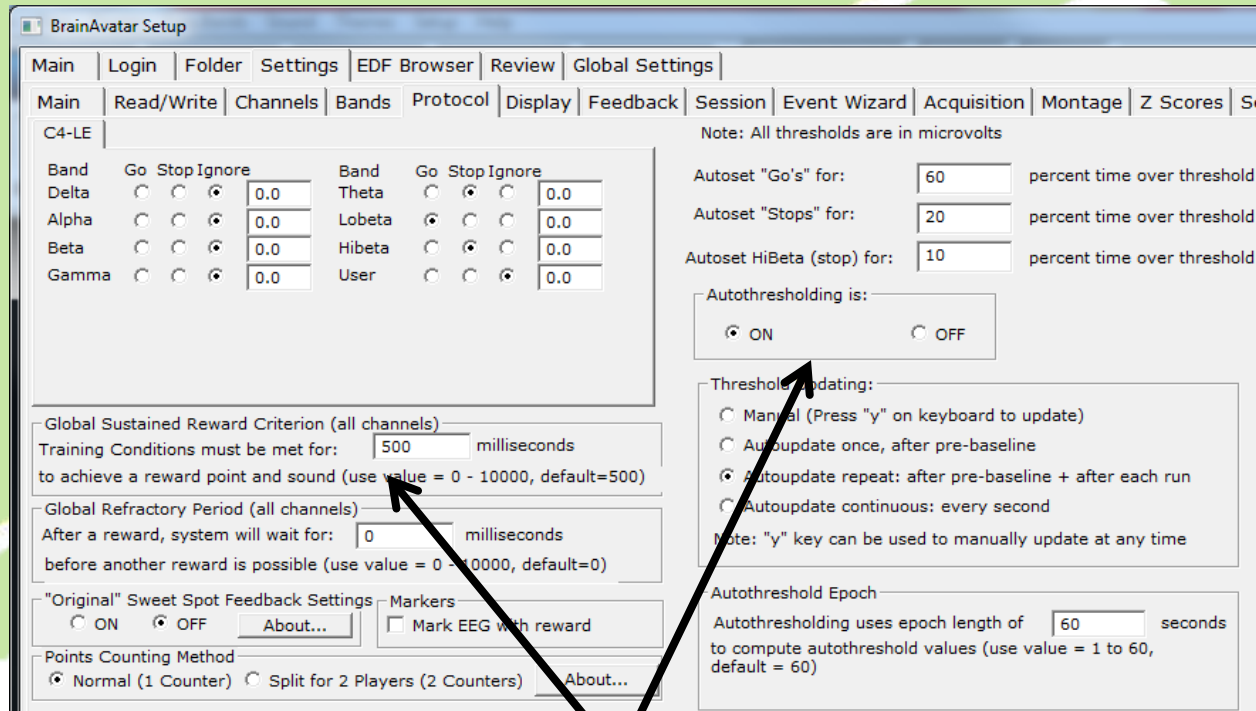 BrainAvatar Setup
Main Login Folder Settings EDF Browser Review Global Settings
Main Read/Write Channels Bands Protocol Display Feedback Session Event Wizard Acquisition Montage Z Scores
C4-LE
Band Go Stop Ignore Band Go Stop Ignore
Delta 0.0 Theta 0.0
Alpha 0.0 Lobeta 0.0
Beta 0.0 Hibeta 0.0
Gamma 0.0 User 0.0
Global Sustained Reward Criterion (all channels)
Training Conditions must be met for: 500 milliseconds
to achieve a reward point and sound (use value = 0 - 10000, default=500)
Global Refractory Period (all channels)
After a reward, system will wait for: 0 milliseconds
before another reward is possible (use value = 0 - 10000, default=0)
"Original" Sweet Spot Feedback Settings
ON OFF About...
Markers
Mark EEG with reward
Points Counting Method
Normal (1 Counter) Split for 2 Players (2 Counters) About...
Note: All thresholds are in microvolts
Autoset "Go's" for: 60 percent time over threshold
Autoset "Stops" for: 20 percent time over threshold
Autoset HiBeta (stop) for: 10 percent time over threshold
Autothresholding is:
ON OFF
Threshold Updating:
Manual (Press "y" on keyboard to update)
Autoupdate once, after pre-baseline
Autoupdate repeat: after pre-baseline + after each run
Autoupdate continuous: every second
Note: "y" key can be used to manually update at any time
Autothreshold Epoch
Autothresholding uses epoch length of 60 seconds
to compute autothreshold values (use value = 1 to 60,
default = 60)